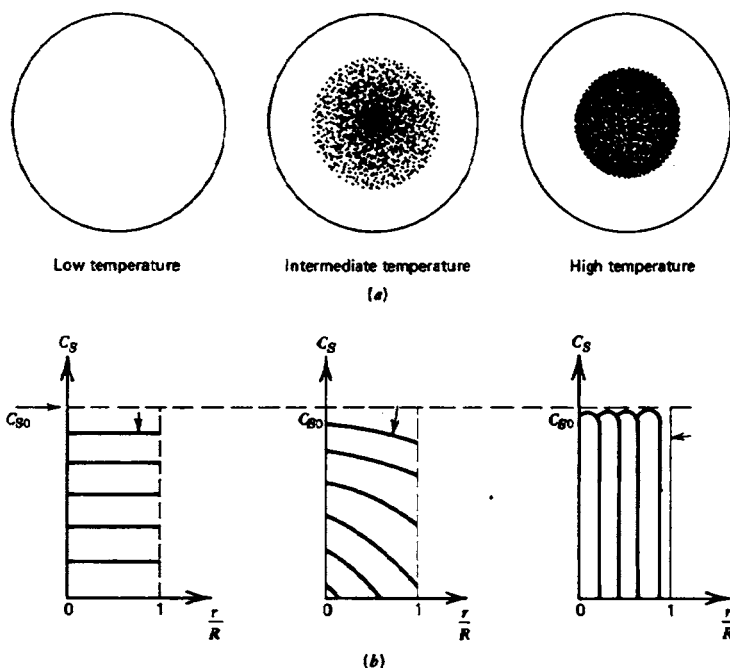 Low temperature
Intermediate temperature
High temperature
(a)
C_S
C_S
C_S
C_S0
C_S0
C_S0
0
1
r/R
0
1
r/R
0
1
r/R
(b)